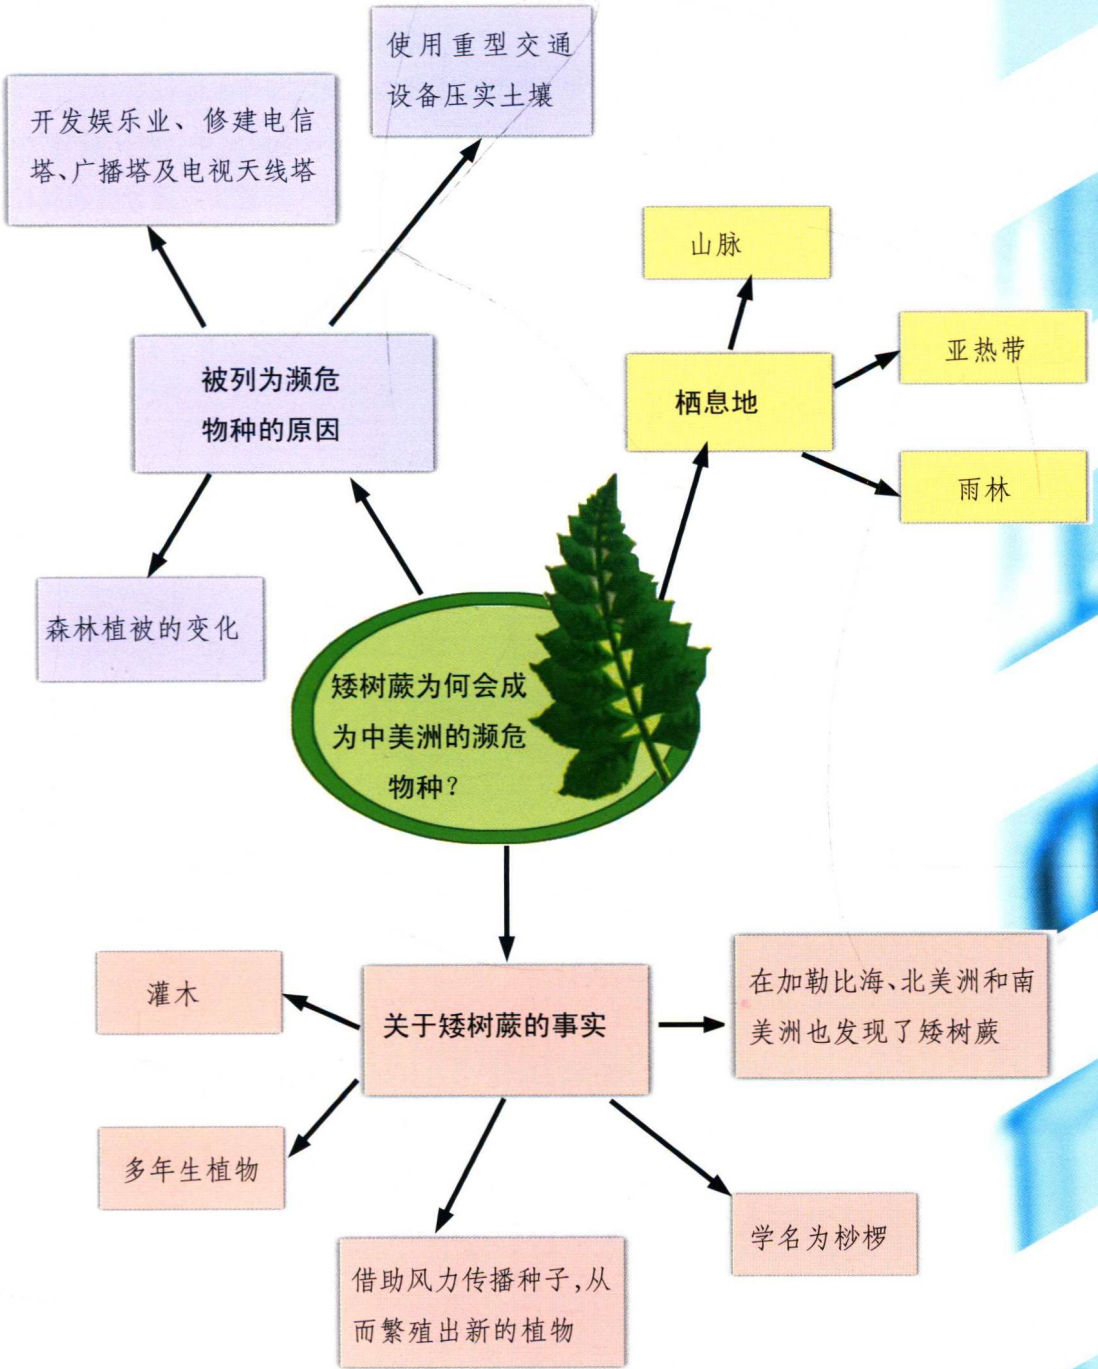 使用重型交通
设备压实土壤
开发娱乐业、修建电信
塔、广播塔及电视天线塔
山脉
亚热带
被列为濒危
物种的原因
栖息地
雨林
森林植被的变化
矮树蕨为何会成
为中美洲的濒危
物种？
灌木
关于矮树蕨的事实
在加勒比海、北美洲和南
美洲也发现了矮树蕨
多年生植物
学名为桫椤
借助风力传播种子,从
而繁殖出新的植物